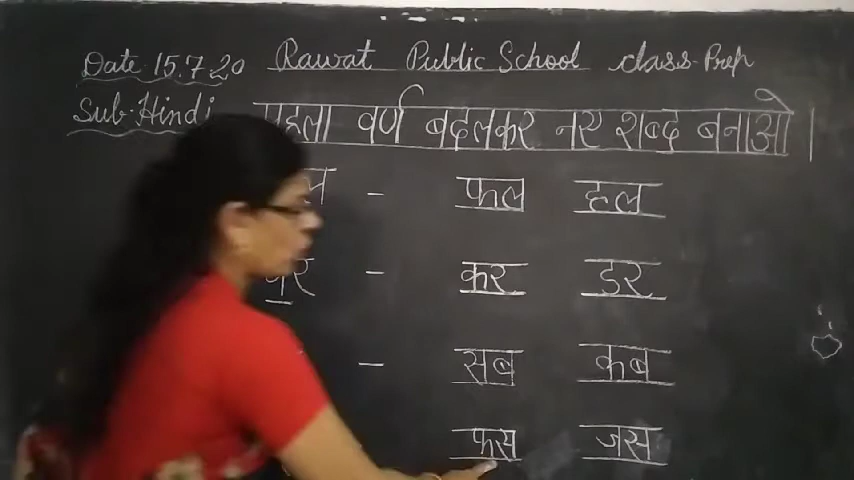 Date 15.7.20 Rawat Public School class-Prep
Sub:Hindi पहला वर्ण बदलकर नए शब्द बनाओ।
- फल हल
- कर डर
- सब कब
फस जस